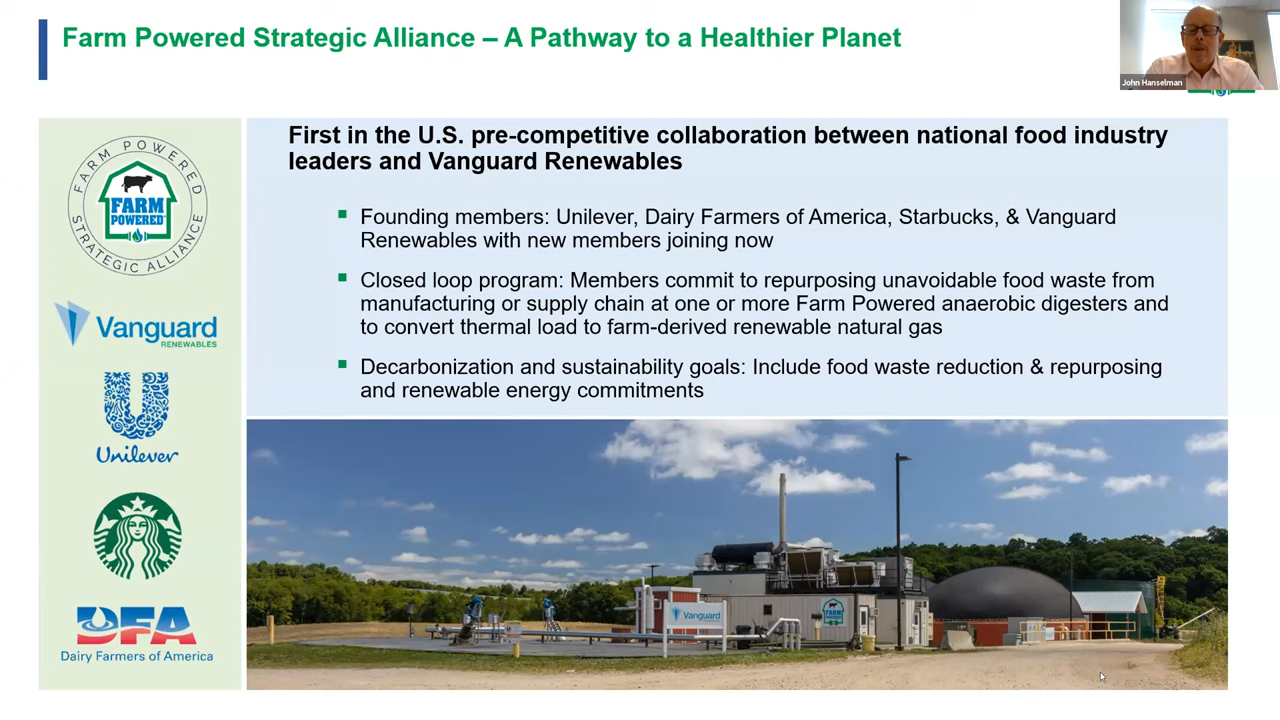 Farm Powered Strategic Alliance – A Pathway to a Healthier Planet
John Hanselman
FARM POWERED
STRATEGIC ALLIANCE
FARM
POWERED
Vanguard
RENEWABLES
Unilever
DFA
Dairy Farmers of America
First in the U.S. pre-competitive collaboration between national food industry
leaders and Vanguard Renewables
Founding members: Unilever, Dairy Farmers of America, Starbucks, & Vanguard
Renewables with new members joining now
Closed loop program: Members commit to repurposing unavoidable food waste from
manufacturing or supply chain at one or more Farm Powered anaerobic digesters and
to convert thermal load to farm-derived renewable natural gas
Decarbonization and sustainability goals: Include food waste reduction & repurposing
and renewable energy commitments
Vanguard
FARM
POWERED